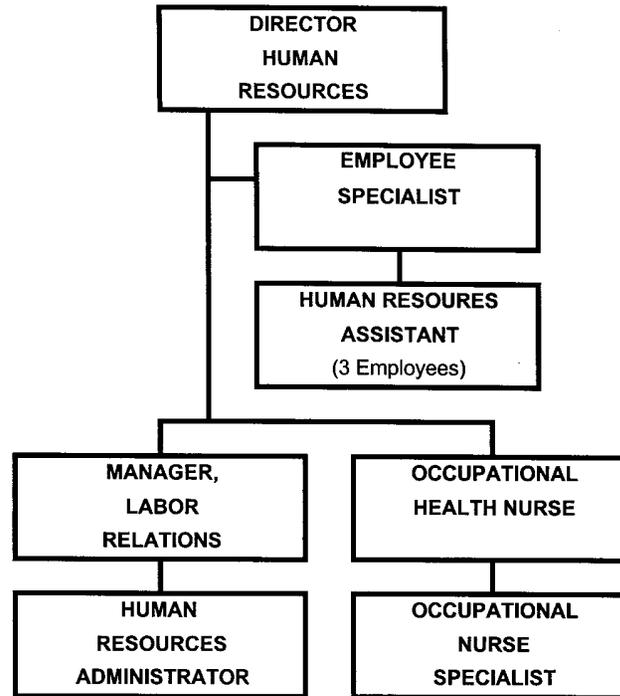 DIRECTOR
HUMAN
RESOURCES
EMPLOYEE
SPECIALIST
HUMAN RESOURES
ASSISTANT
(3 Employees)
MANAGER,
LABOR
RELATIONS
OCCUPATIONAL
HEALTH NURSE
HUMAN
RESOURCES
ADMINISTRATOR
OCCUPATIONAL
NURSE
SPECIALIST